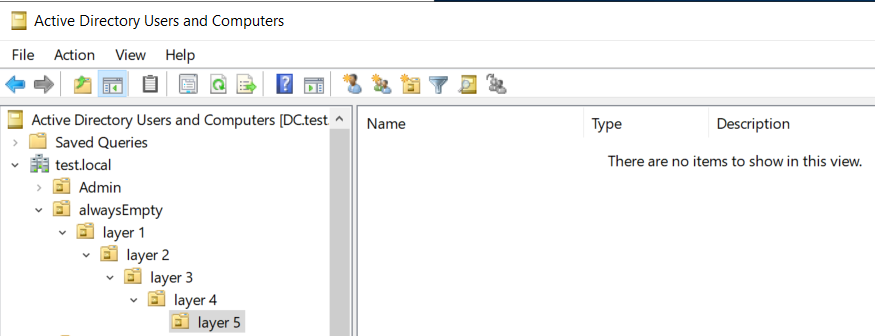 Active Directory Users and Computers
File Action View Help
Active Directory Users and Computers [DC.test.
Saved Queries
test.local
Admin
alwaysEmpty
layer 1
layer 2
layer 3
layer 4
layer 5
Name Type Description
There are no items to show in this view.